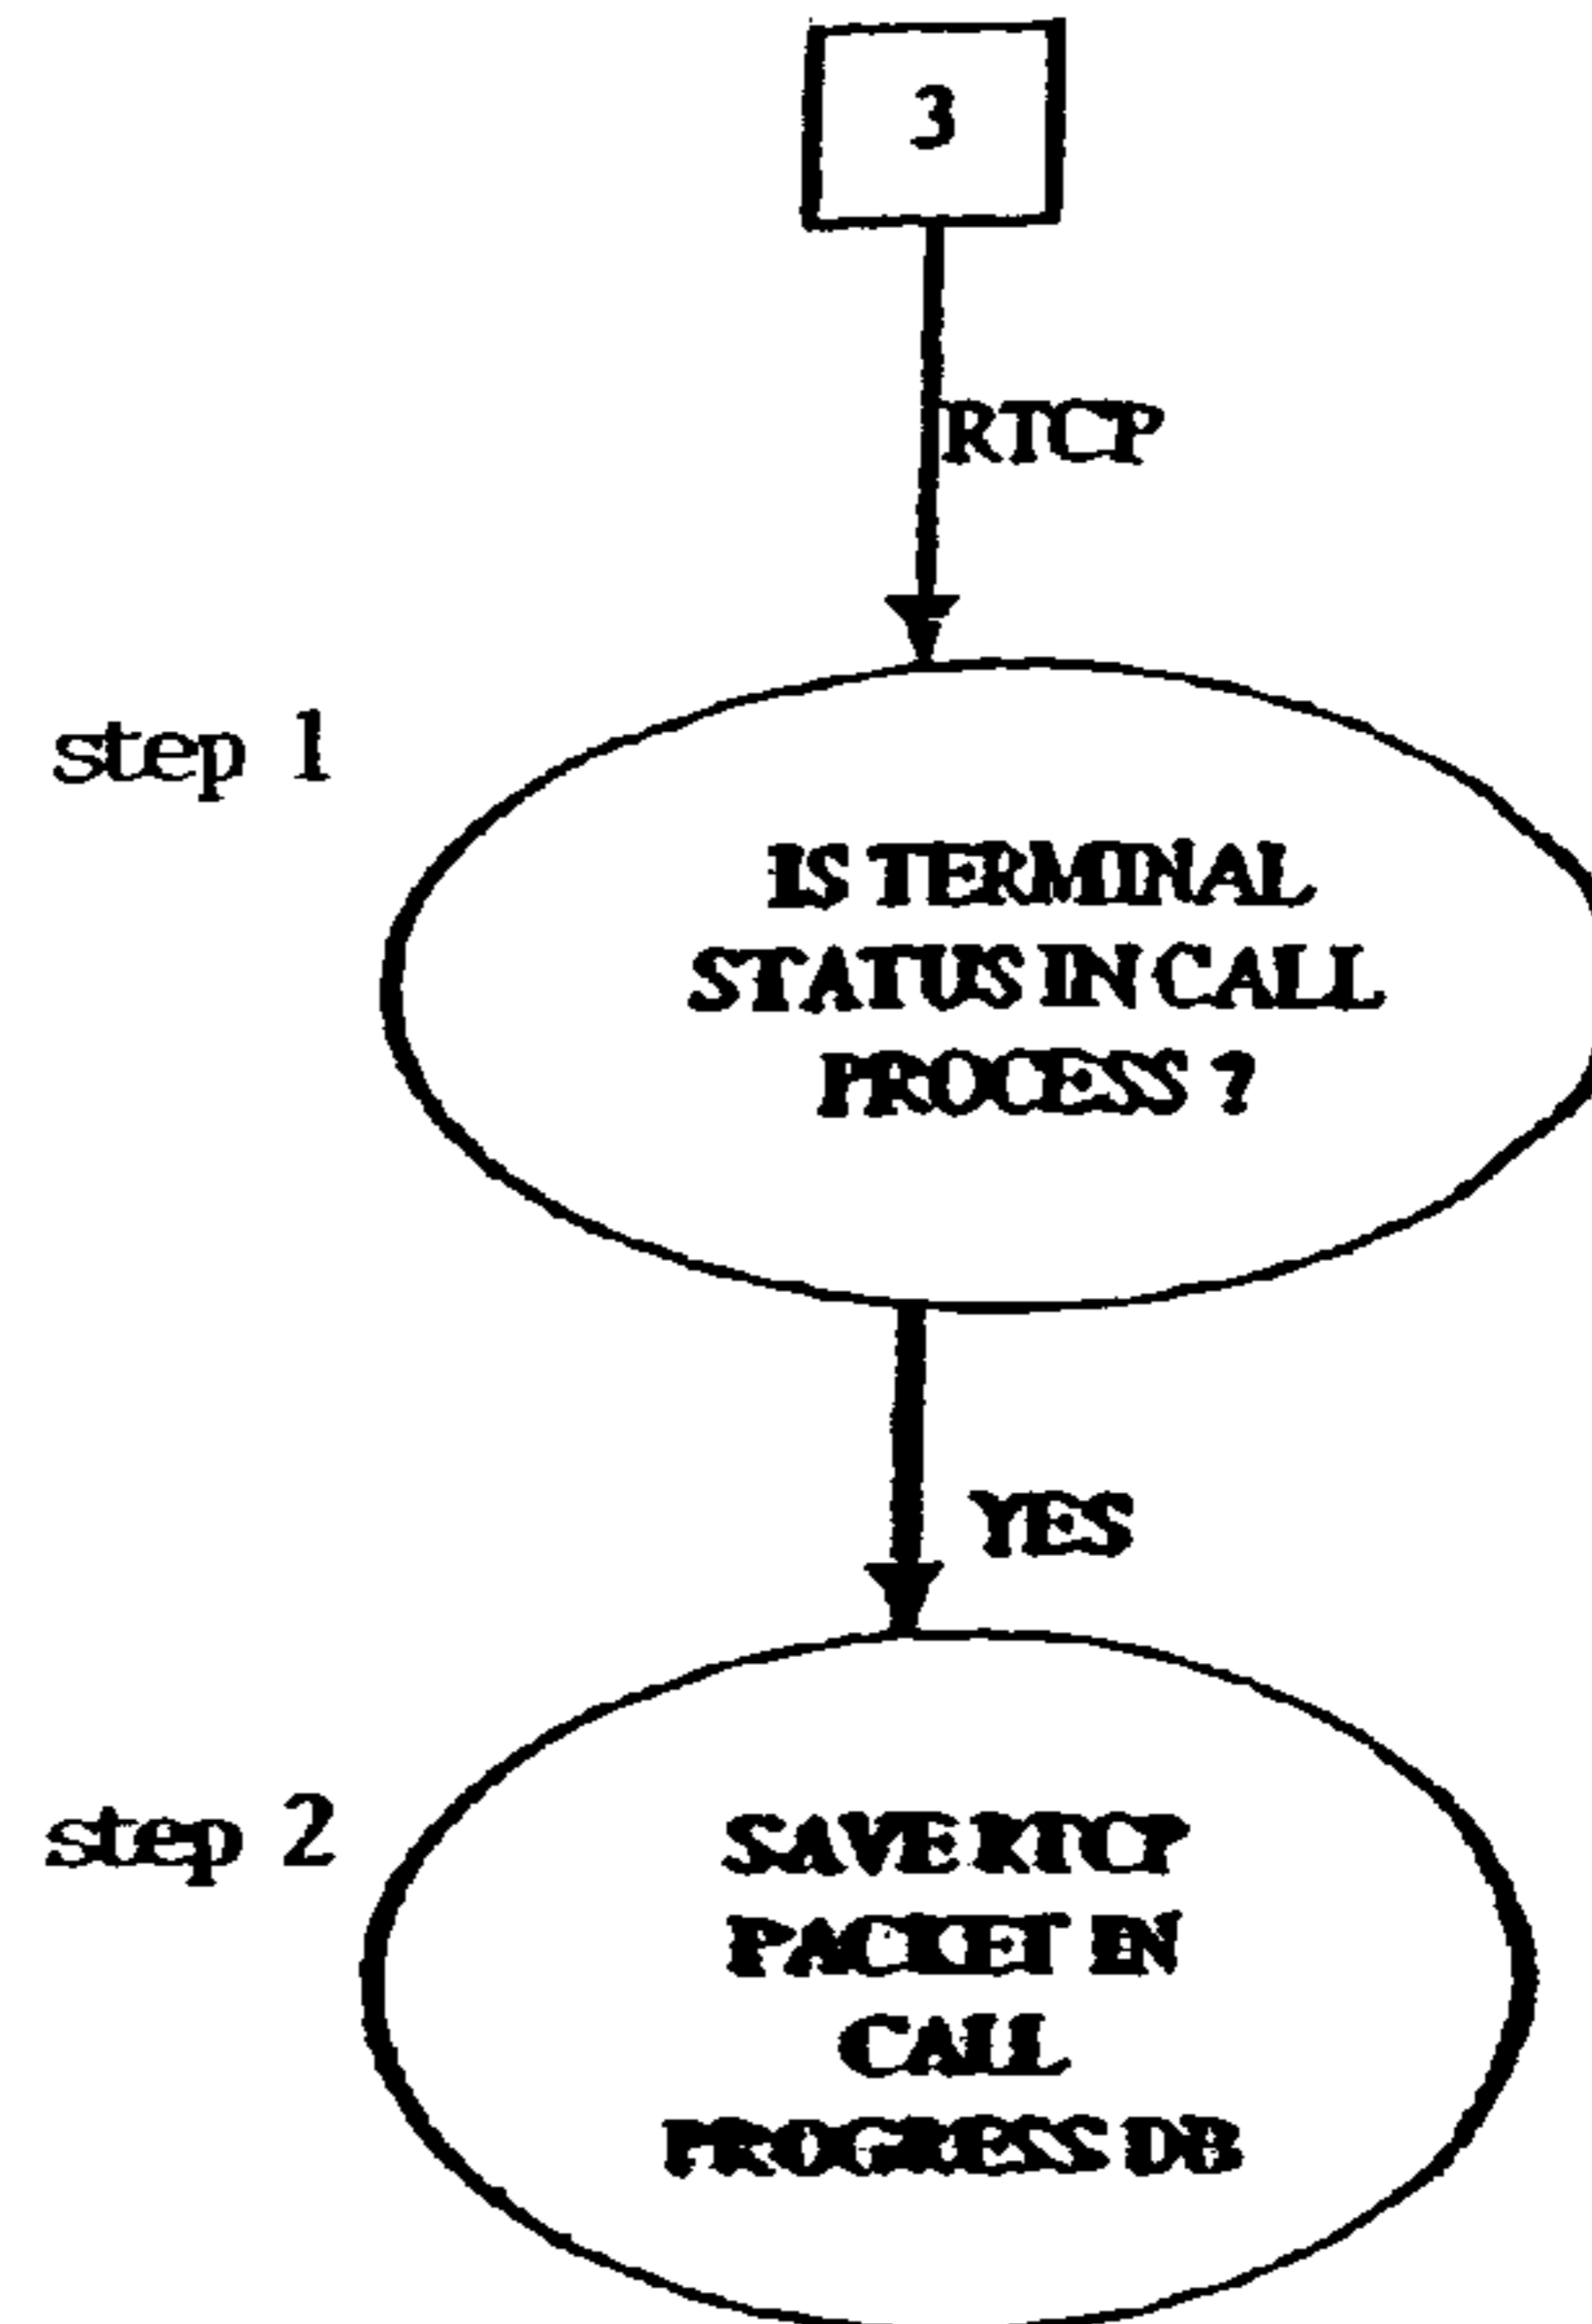 3
RTCP
step 1
IS TERMINAL
STATUS IN CALL
PROCESS ?
YES
step 2
SAVE RTCP
PACKET IN
CALL
PROGRESS DB